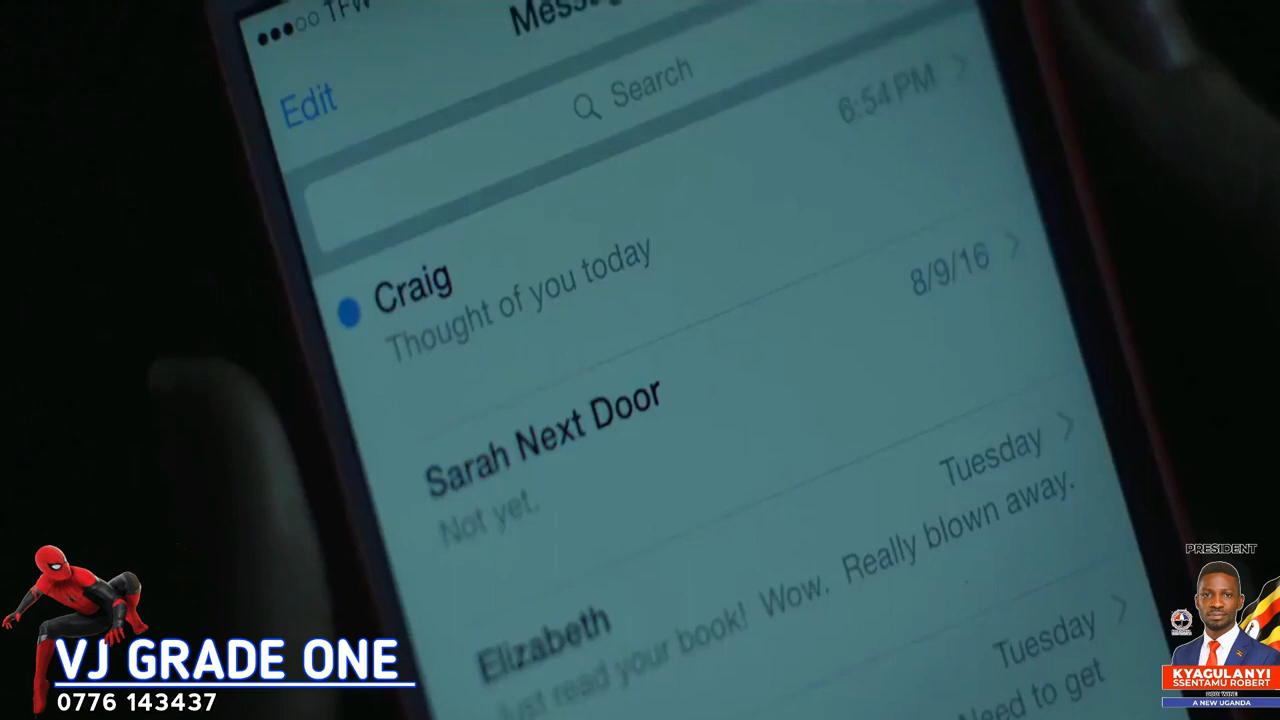 TFW
Edit
Search
6:54 PM
Craig
Thought of you today
8/9/16
Sarah Next Door
Not yet.
Tuesday
Elizabeth
read your book! Wow. Really blown away.
Tuesday
Need to get
VJ GRADE ONE
0776 143437
PRESIDENT
KYAGULANYI
SSENTAMU ROBERT
A NEW UGANDA